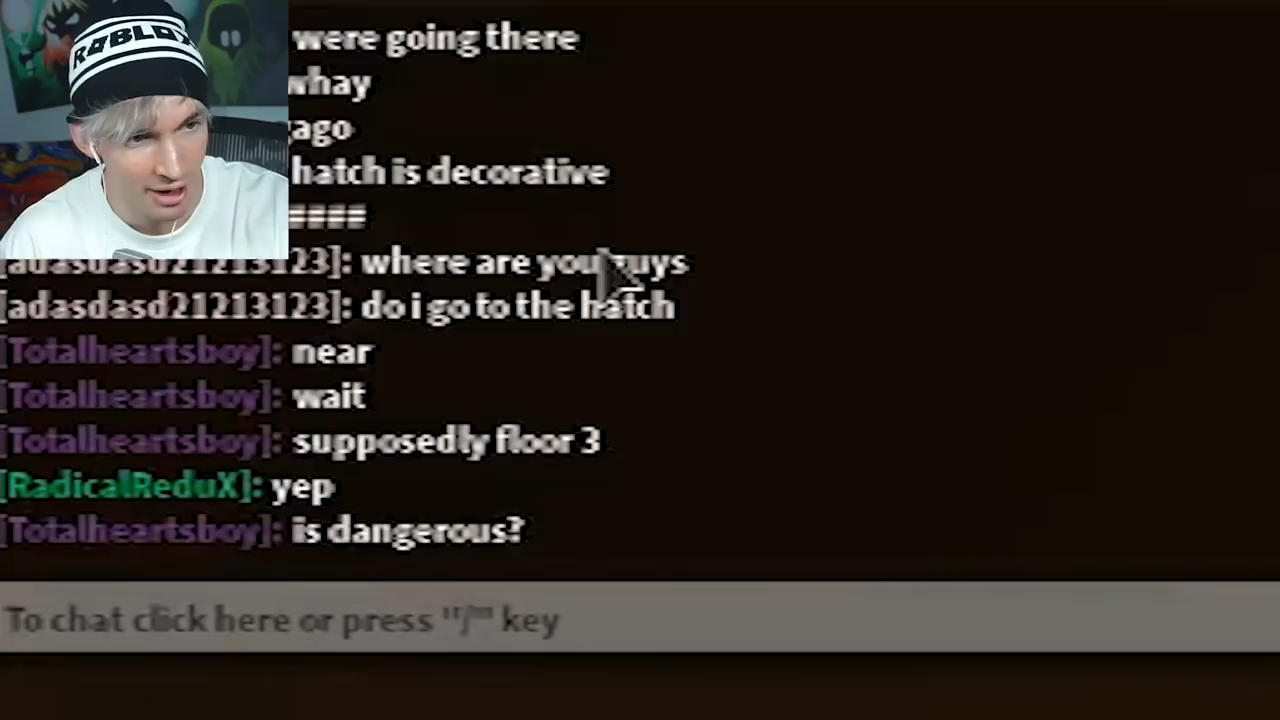 ROBLOX
were going there
whay
gago
hatch is decorative
####
[adasdasd21213123]: where are you guys
[adasdasd21213123]: do i go to the hatch
[Totalheartsboy]: near
[Totalheartsboy]: wait
[Totalheartsboy]: supposedly floor 3
[RadicalReduX]: yep
[Totalheartsboy]: is dangerous?
To chat click here or press "/" key